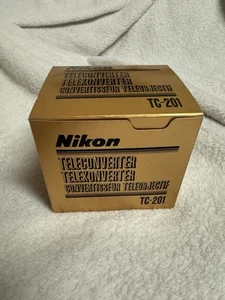 TELECONVERTER
TELEKONVERTER
CONVERTISSEUR TELEOBJECTIF
TC-201
Nikon
TELECONVERTER
TELEKONVERTER
CONVERTISSEUR TELEOBJECTIF
TC-201